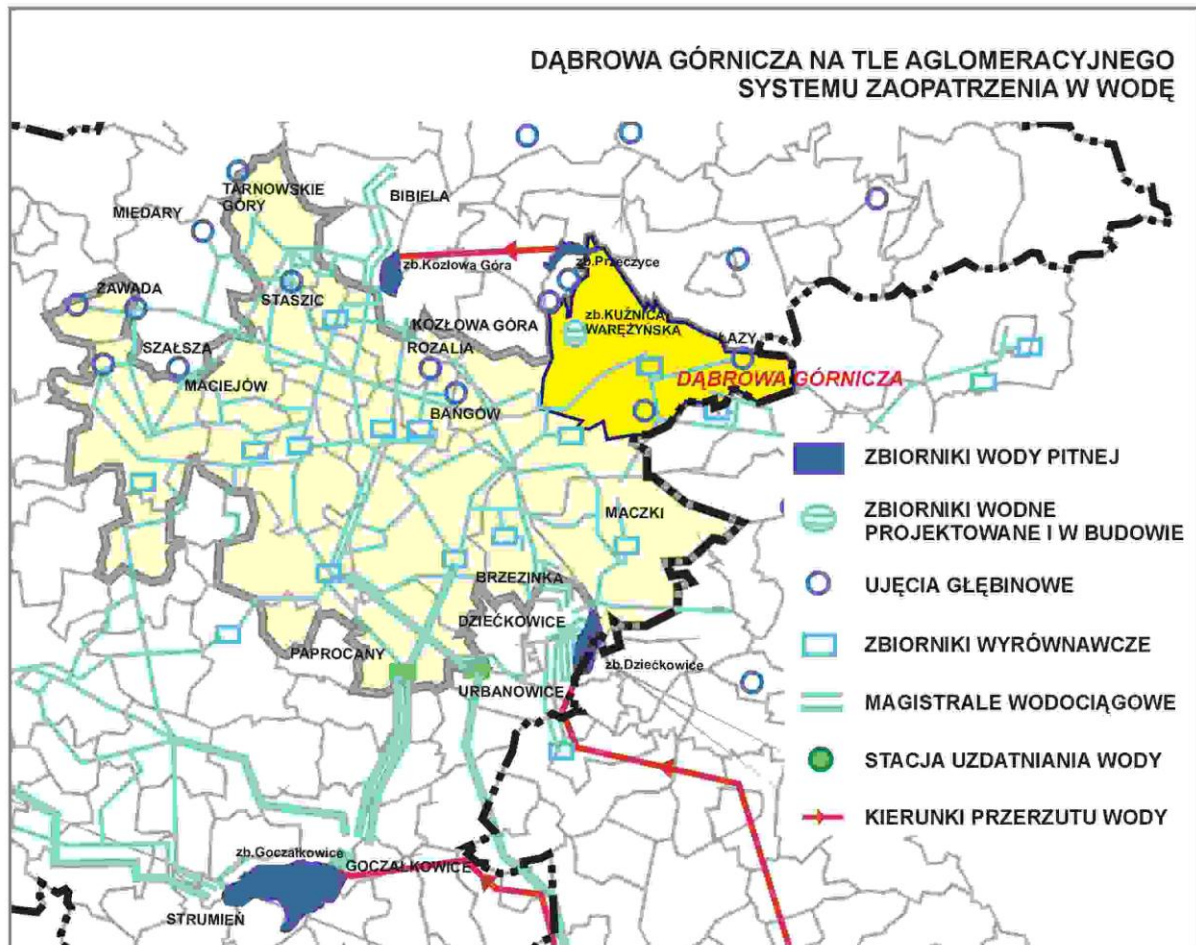 DĄBROWA GÓRNICZA NA TLE AGLOMERACYJNEGO
SYSTEMU ZAOPATRZENIA W WODĘ
TARNOWSKIE
GÓRY
BIBIELA
MIEDARY
zb.Kozłowa Góra
zb.Przeczyce
ZAWADA
STASZIC
KOZŁOWA GÓRA
zb.KUŹNICA
WARĘŻYŃSKA
ROZALIA
ŁAZY
SZAŁSZA
MACIEJÓW
DĄBROWA GÓRNICZA
BAŃGÓW
ZBIORNIKI WODY PITNEJ
ZBIORNIKI WODNE
PROJEKTOWANE I W BUDOWIE
MACZKI
BRZEZINKA
UJĘCIA GŁĘBINOWE
DZIEĆKOWICE
ZBIORNIKI WYRÓWNAWCZE
PAPROCANY
zb.Dziećkowice
URBANOWICE
MAGISTRALE WODOCIĄGOWE
STACJA UZDATNIANIA WODY
KIERUNKI PRZERZUTU WODY
zb.Goczałkowice
GOCZAŁKOWICE
STRUMIEŃ